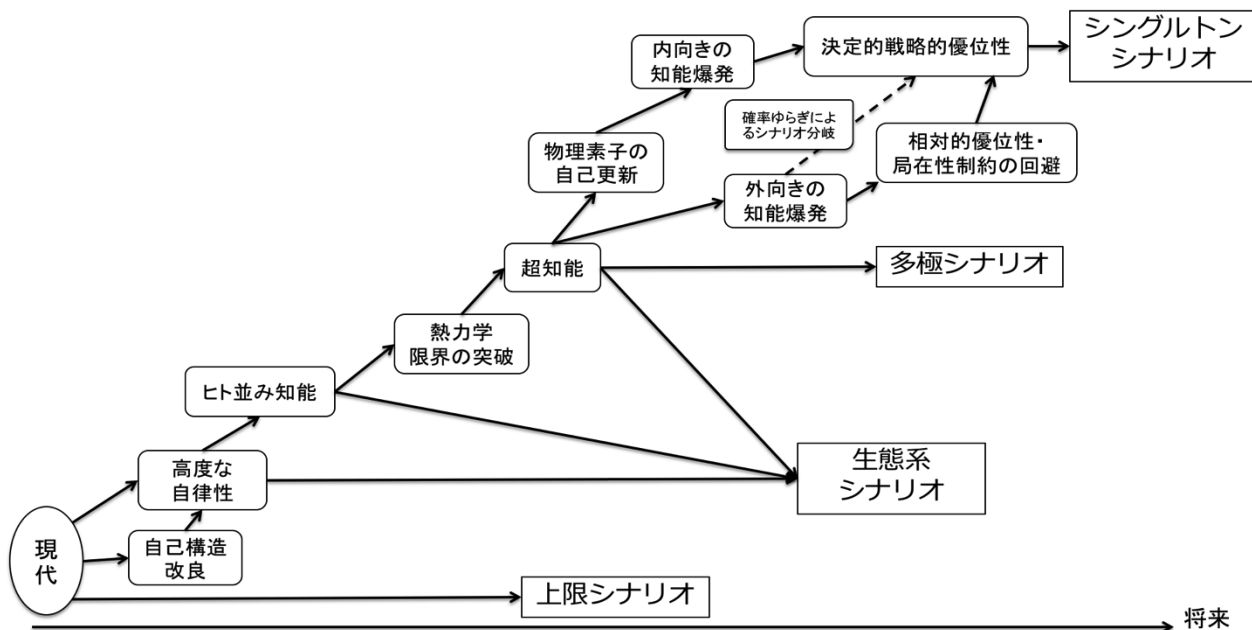 内向きの
知能爆発
決定的戦略的優位性
シングルトン
シナリオ
確率ゆらぎによ
るシナリオ分岐
相対的優位性・
局在性制約の回避
物理素子の
自己更新
外向きの
知能爆発
超知能
多極シナリオ
熱力学
限界の突破
ヒト並み知能
高度な
自律性
生態系
シナリオ
現
代
自己構造
改良
上限シナリオ
将来